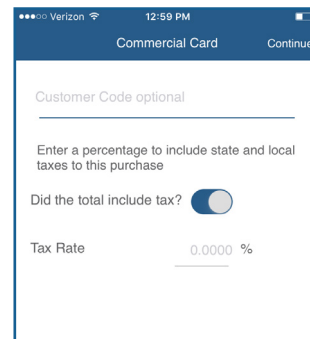 Verizon 12:59 PM
Commercial Card Continue
Customer Code optional
Enter a percentage to include state and local
taxes to this purchase
Did the total include tax?
Tax Rate 0.0000 %